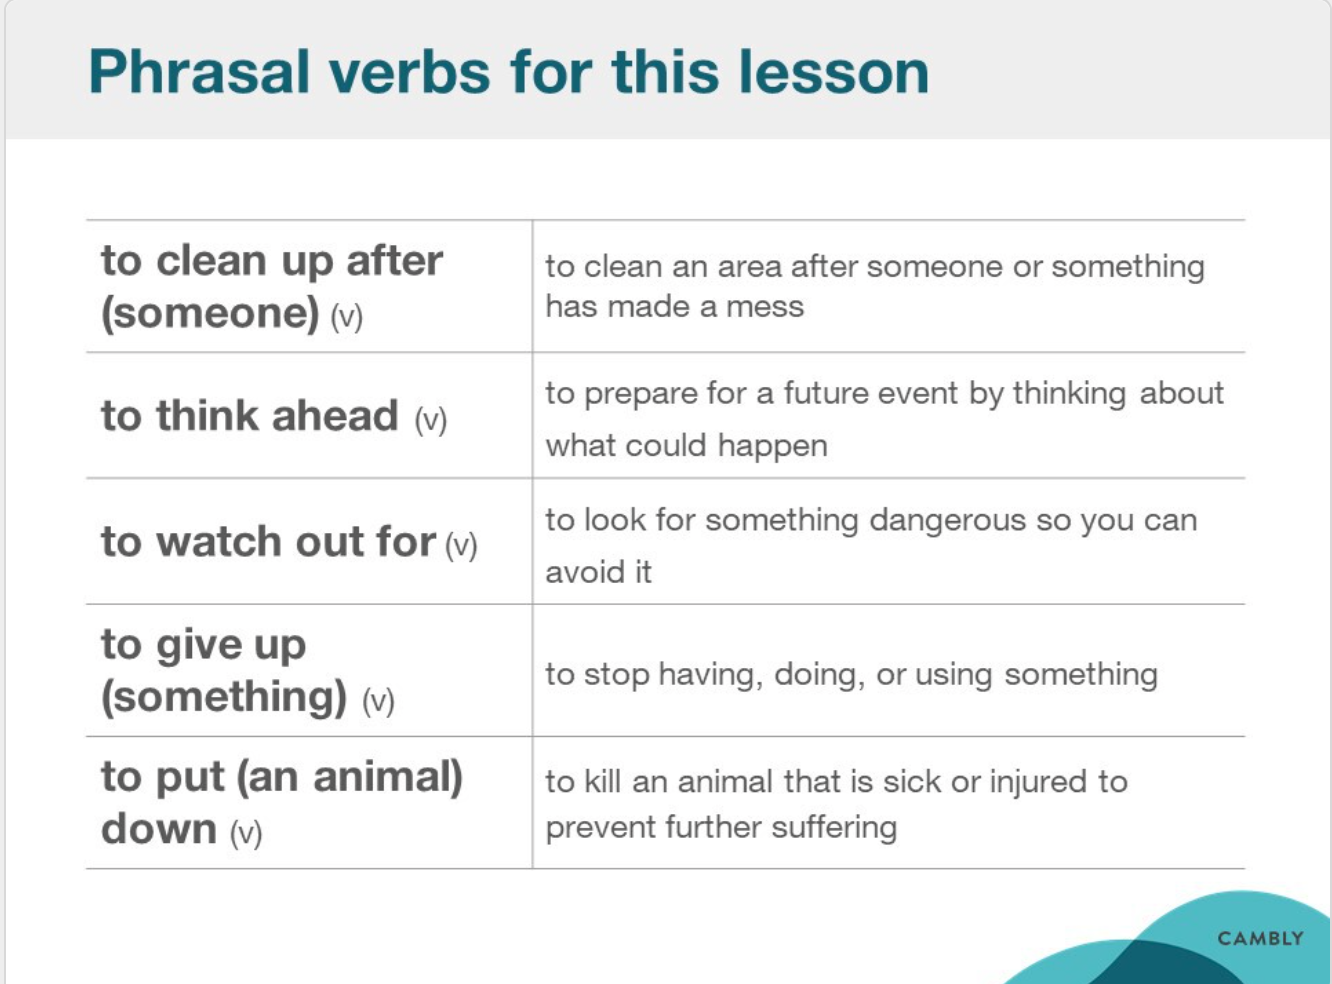 Phrasal verbs for this lesson
to clean up after
(someone) (v)
to clean an area after someone or something
has made a mess
to think ahead (v)
to prepare for a future event by thinking about
what could happen
to watch out for (v)
to look for something dangerous so you can
avoid it
to give up
(something) (v)
to stop having, doing, or using something
to put (an animal)
down (v)
to kill an animal that is sick or injured to
prevent further suffering
CAMBLY